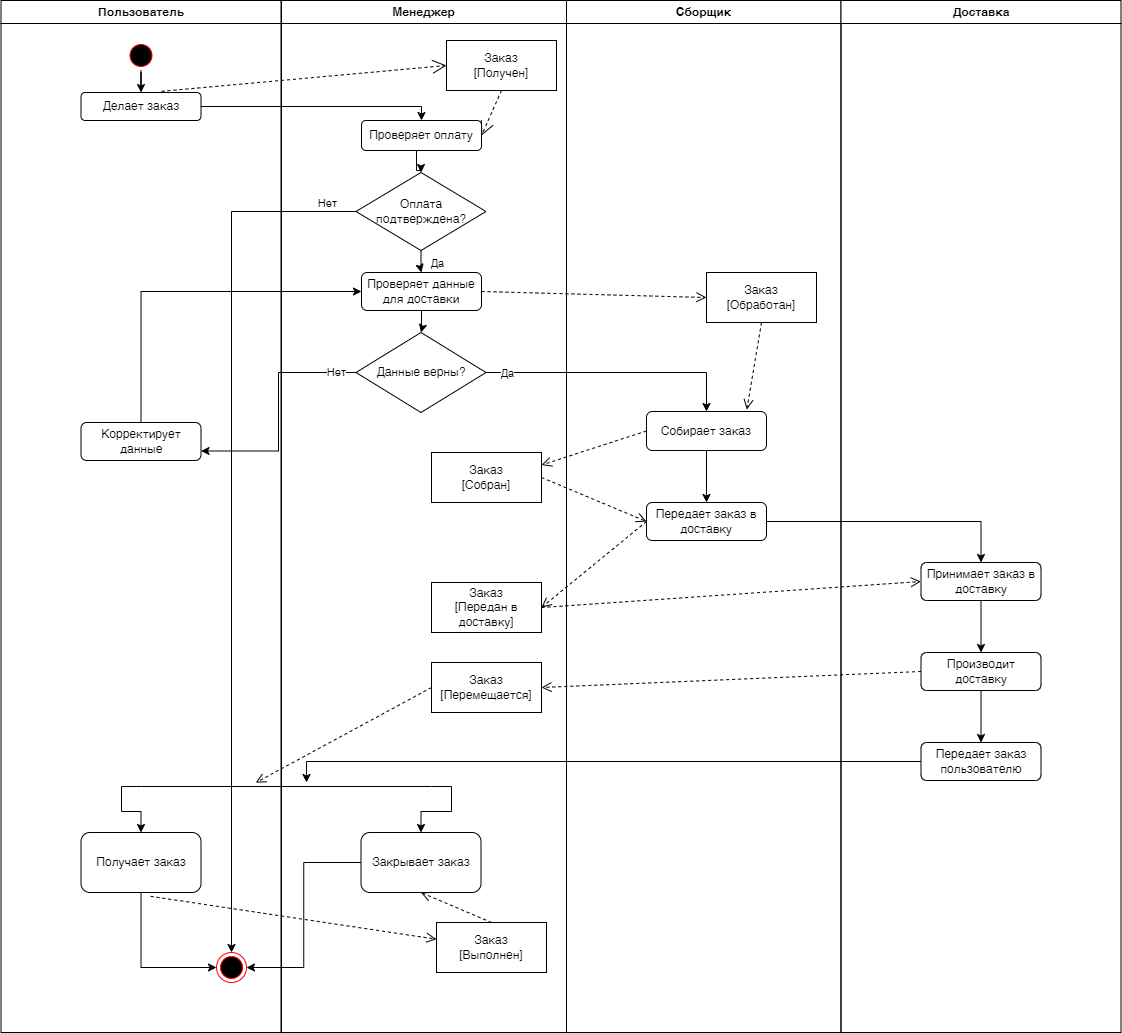 Пользователь
Менеджер
Сборщик
Доставка
Заказ
[Получен]
Делает заказ
Проверяет оплату
Нет
Оплата
подтверждена?
Да
Проверяет данные
для доставки
Заказ
[Обработан]
Нет
Данные верны?
Да
Корректирует
данные
Собирает заказ
Заказ
[Собран]
Передает заказ в
доставку
Принимает заказ в
доставку
Заказ
[Передан в
доставку]
Производит
доставку
Заказ
[Перемещается]
Передает заказ
пользователю
Получает заказ
Закрывает заказ
Заказ
[Выполнен]